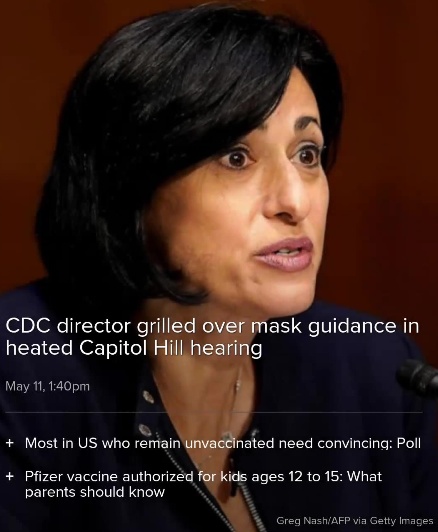 CDC director grilled over mask guidance in
heated Capitol Hill hearing
May 11, 1:40pm
+ Most in US who remain unvaccinated need convincing: Poll
+ Pfizer vaccine authorized for kids ages 12 to 15: What
parents should know
Greg Nash/AFP via Getty Images